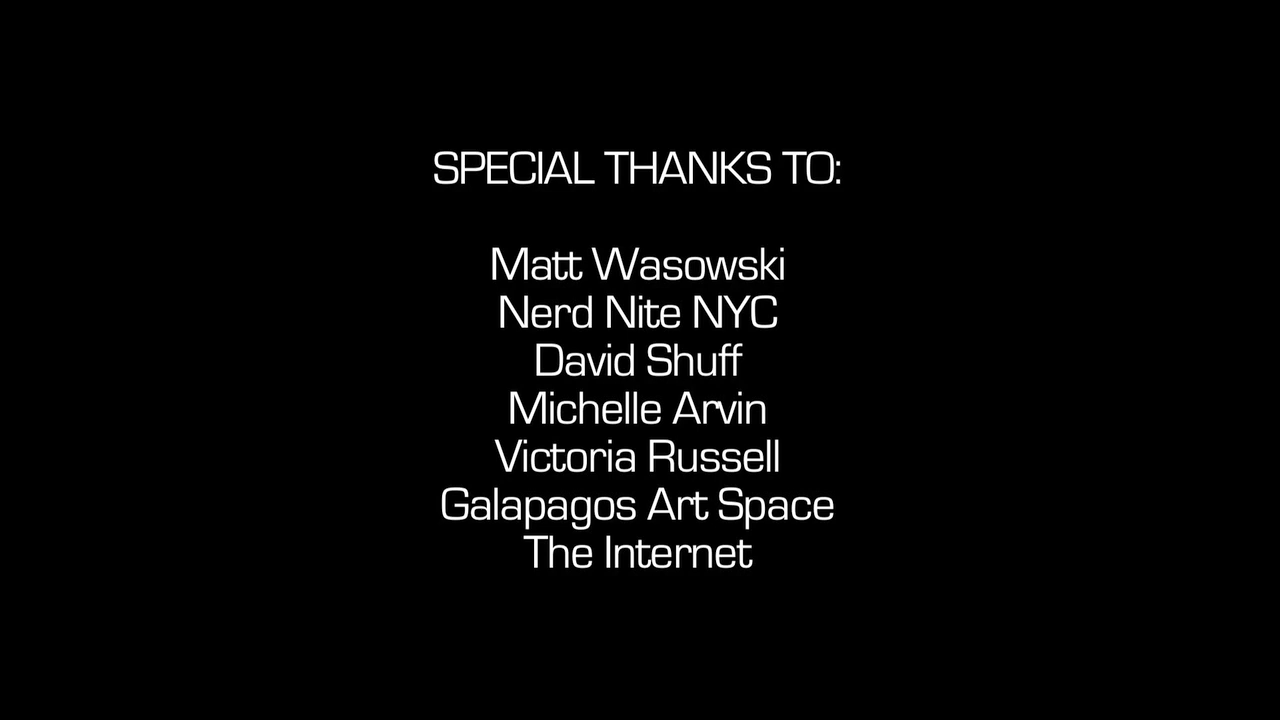 SPECIAL THANKS TO:
Matt Wasowski
Nerd Nite NYC
David Shuff
Michelle Arvin
Victoria Russell
Galapagos Art Space
The Internet